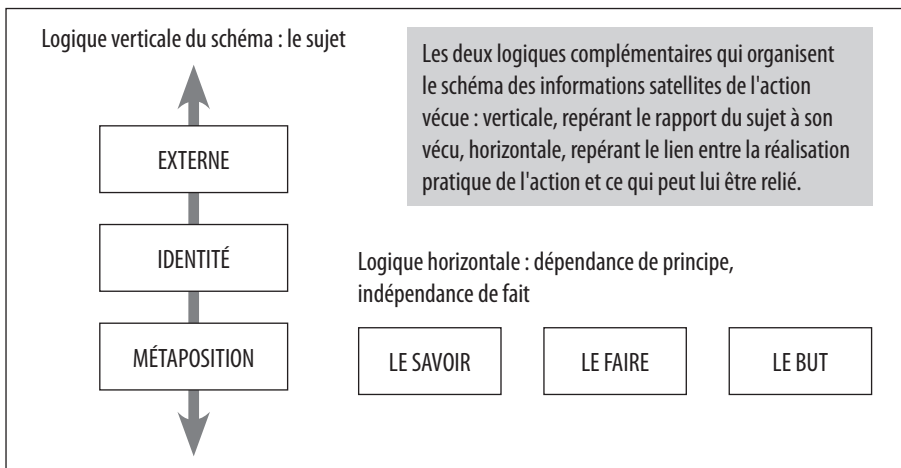 Logique verticale du schéma : le sujet
EXTERNE
IDENTITÉ
MÉTAPOSITION
Les deux logiques complémentaires qui organisent
le schéma des informations satellites de l'action
vécue : verticale, repérant le rapport du sujet à son
vécu, horizontale, repérant le lien entre la réalisation
pratique de l'action et ce qui peut lui être relié.
Logique horizontale : dépendance de principe,
indépendance de fait
LE SAVOIR
LE FAIRE
LE BUT